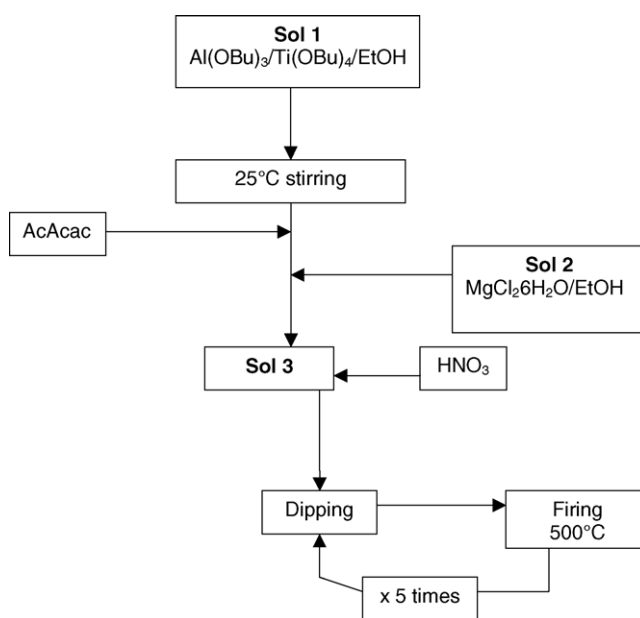 Sol 1
Al(OBu)₃/Ti(OBu)₄/EtOH
25°C stirring
AcAcac
Sol 2
MgCl₂6H₂O/EtOH
Sol 3
HNO₃
Dipping
Firing
500°C
x 5 times